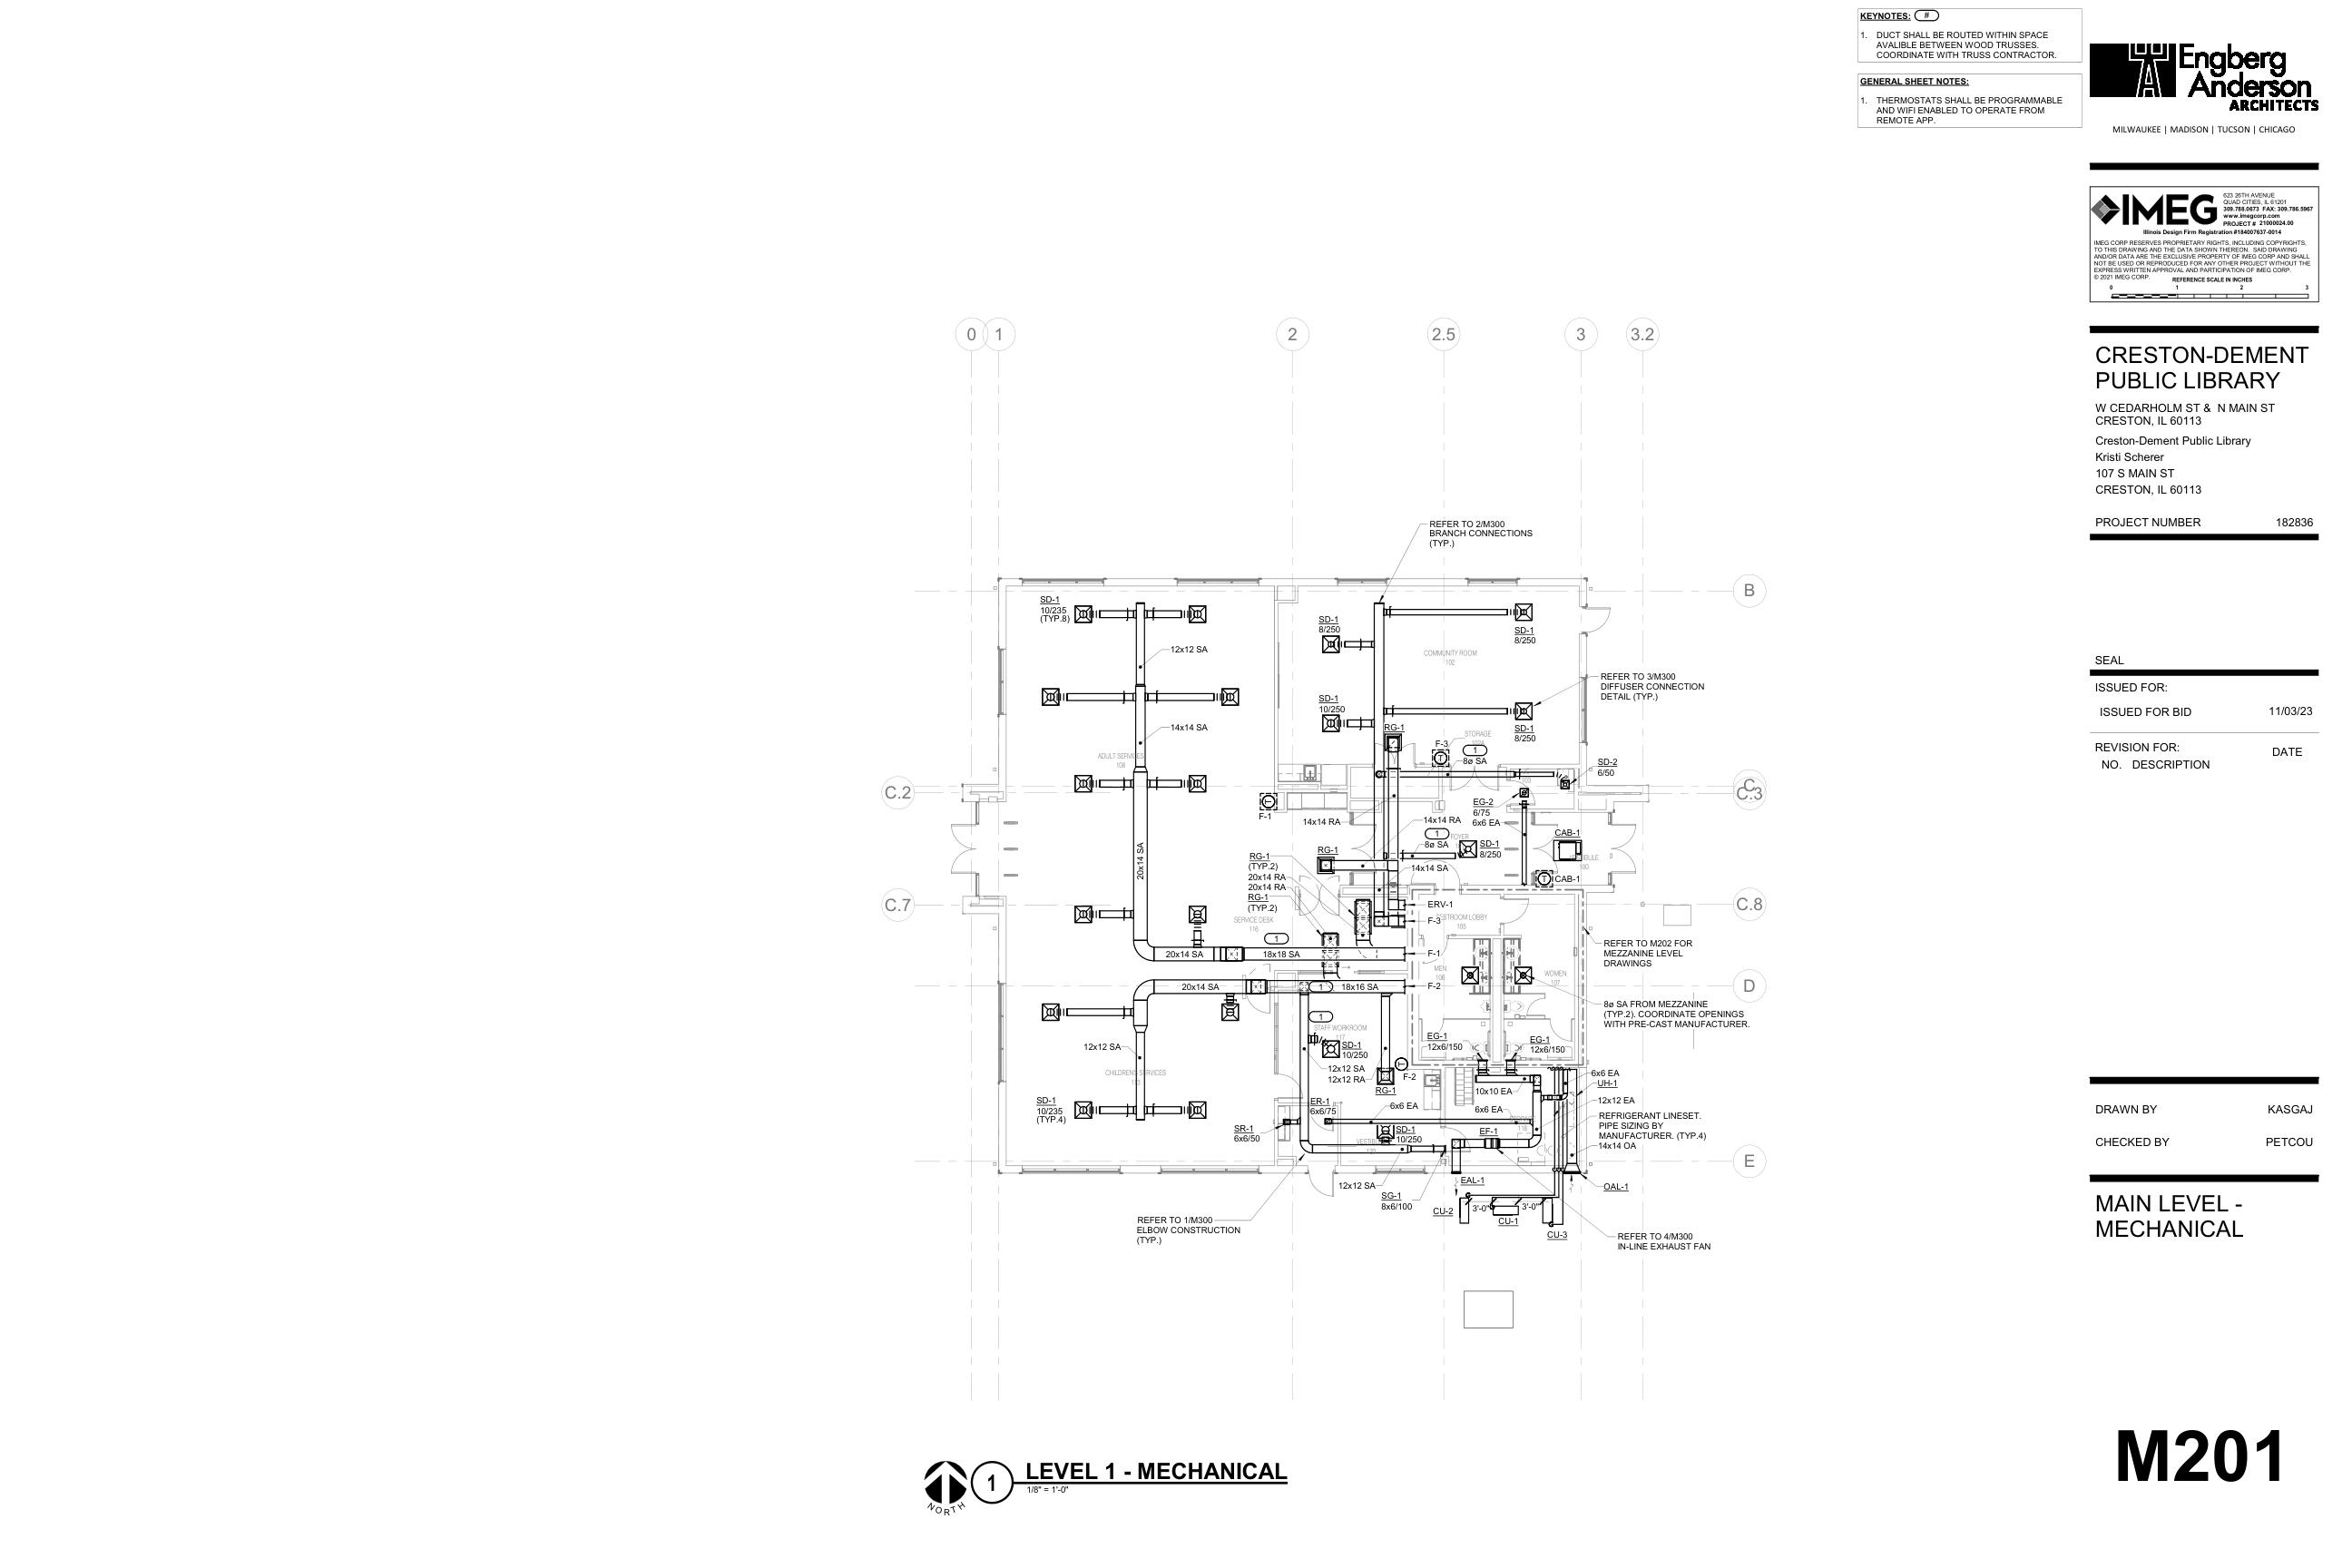 KEYNOTES: #
1. DUCT SHALL BE ROUTED WITHIN SPACE
AVALIBLE BETWEEN WOOD TRUSSES.
COORDINATE WITH TRUSS CONTRACTOR.
GENERAL SHEET NOTES:
1. THERMOSTATS SHALL BE PROGRAMMABLE
AND WIFI ENABLED TO OPERATE FROM
REMOTE APP.
Engberg
Anderson
ARCHITECTS
MILWAUKEE | MADISON | TUCSON | CHICAGO
IMEG
623 26TH AVENUE
QUAD CITIES, IL 61201
309.788.0673 FAX: 309.786.5967
www.imegcorp.com
PROJECT # 21000024.00
Illinois Design Firm Registration #184007637-0014
IMEG CORP RESERVES PROPRIETARY RIGHTS, INCLUDING COPYRIGHTS,
TO THIS DRAWING AND THE DATA SHOWN THEREON. SAID DRAWING
AND/OR DATA ARE THE EXCLUSIVE PROPERTY OF IMEG CORP AND SHALL
NOT BE USED OR REPRODUCED FOR ANY OTHER PROJECT WITHOUT THE
EXPRESS WRITTEN APPROVAL AND PARTICIPATION OF IMEG CORP.
© 2021 IMEG CORP.
REFERENCE SCALE IN INCHES
0 1 2 3
CRESTON-DEMENT
PUBLIC LIBRARY
W CEDARHOLM ST & N MAIN ST
CRESTON, IL 60113
Creston-Dement Public Library
Kristi Scherer
107 S MAIN ST
CRESTON, IL 60113
PROJECT NUMBER 182836
SEAL
ISSUED FOR:
ISSUED FOR BID 11/03/23
REVISION FOR:
NO. DESCRIPTION DATE
DRAWN BY KASGAJ
CHECKED BY PETCOU
MAIN LEVEL -
MECHANICAL
M201
0 1 2 2.5 3 3.2
REFER TO 2/M300
BRANCH CONNECTIONS
(TYP.)
B
SD-1
10/235
(TYP.8)
12x12 SA
14x14 SA
ADULT SERVICES
108
20x14 SA
SD-1
8/250
SD-1
10/250
SD-1
8/250
COMMUNITY ROOM
102
REFER TO 3/M300
DIFFUSER CONNECTION
DETAIL (TYP.)
SD-1
8/250
RG-1
F-3
STORAGE
1
8ø SA
SD-2
6/50
C.2
C
C.3
F-1
14x14 RA
EG-2
6/75
6x6 EA
14x14 RA
1
FOYER
8ø SA
SD-1
8/250
CAB-1
CAB-1
RG-1
14x14 SA
RG-1
(TYP.2)
20x14 RA
20x14 RA
RG-1
(TYP.2)
C.7
C.8
ERV-1
F-3
RESTROOM LOBBY
105
SERVICE DESK
116
1
20x14 SA
18x18 SA
F-1
REFER TO M202 FOR
MEZZANINE LEVEL
DRAWINGS
MEN
106
WOMEN
107
20x14 SA
1
18x16 SA
F-2
D
8ø SA FROM MEZZANINE
(TYP.2). COORDINATE OPENINGS
WITH PRE-CAST MANUFACTURER.
1
STAFF WORKROOM
SD-1
10/250
12x12 SA
12x12 RA
F-2
RG-1
EG-1
12x6/150
EG-1
12x6/150
12x12 SA
CHILDREN'S SERVICES
SD-1
10/235
(TYP.4)
6x6 EA
UH-1
12x12 EA
REFRIGERANT LINESET.
PIPE SIZING BY
MANUFACTURER. (TYP.4)
14x14 OA
10x10 EA
6x6 EA
6x6 EA
ER-1
6x6/75
SR-1
6x6/50
SD-1
10/250
EF-1
E
12x12 SA
SG-1
8x6/100
EAL-1
CU-2
3'-0"
CU-1
3'-0"
CU-3
OAL-1
REFER TO 1/M300
ELBOW CONSTRUCTION
(TYP.)
REFER TO 4/M300
IN-LINE EXHAUST FAN
NORTH
1
LEVEL 1 - MECHANICAL
1/8" = 1'-0"